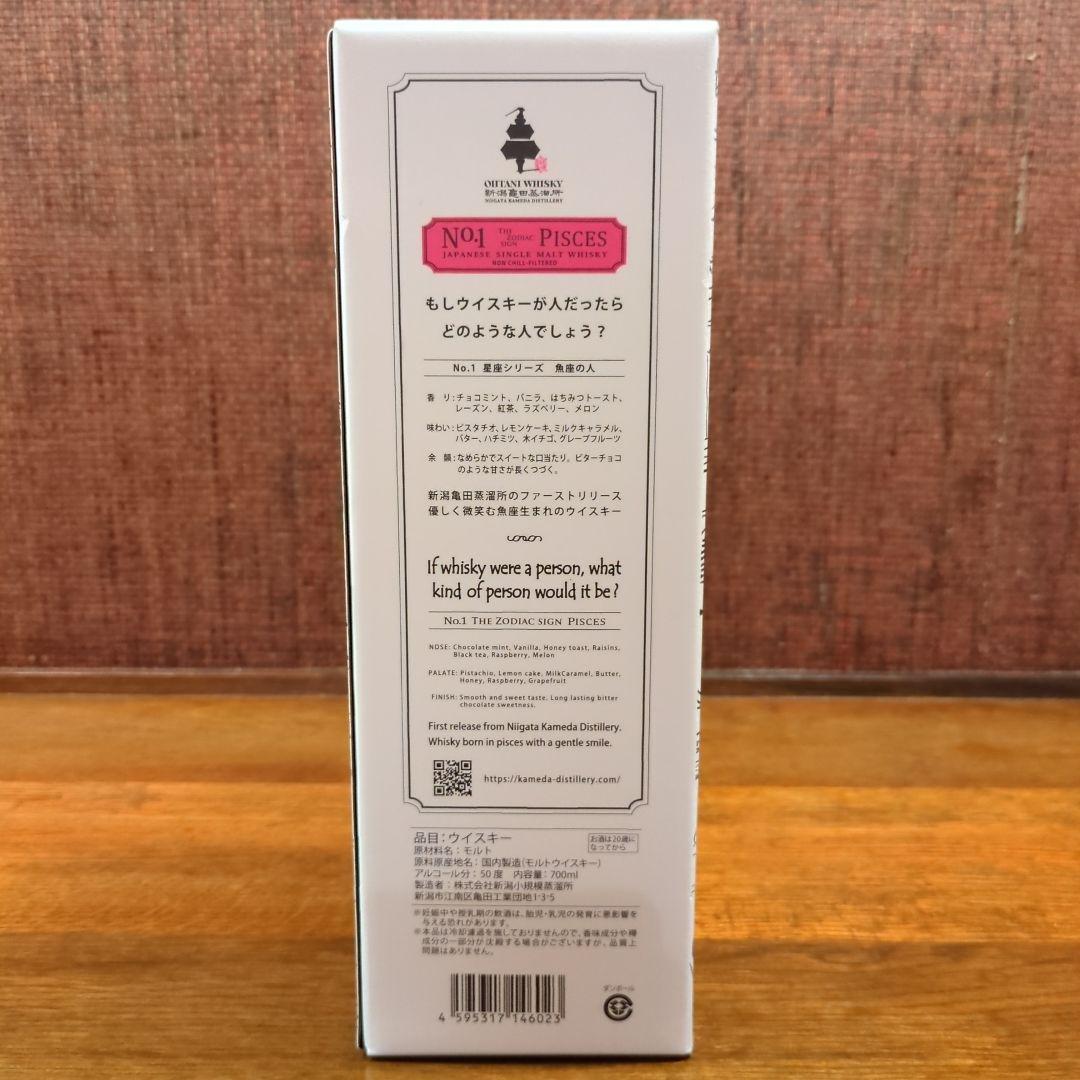 OHTANI WHISKY
新潟亀田蒸溜所
NIIGATA KAMEDA DISTILLERY
No.1 THE ZODIAC SIGN PISCES
JAPANESE SINGLE MALT WHISKY
NON CHILL-FILTERED
もしウイスキーが人だったら
どのような人でしょう？
No.1 星座シリーズ 魚座の人
香 り：チョコミント、バニラ、はちみつトースト、
レーズン、紅茶、ラズベリー、メロン
味わい：ピスタチオ、レモンケーキ、ミルクキャラメル、
バター、ハチミツ、木イチゴ、グレープフルーツ
余 韻：なめらかでスイートな口当たり。ビターチョコ
のような甘さが長くつづく。
新潟亀田蒸溜所のファーストリリース
優しく微笑む魚座生まれのウイスキー
If whisky were a person, what
kind of person would it be?
No.1 THE ZODIAC SIGN PISCES
NOSE: Chocolate mint, Vanilla, Honey toast, Raisins,
Black tea, Raspberry, Melon
PALATE: Pistachio, Lemon cake, MilkCaramel, Butter,
Honey, Raspberry, Grapefruit
FINISH: Smooth and sweet taste. Long lasting bitter
chocolate sweetness.
First release from Niigata Kameda Distillery.
Whisky born in pisces with a gentle smile.
https://kameda-distillery.com/
品目：ウイスキー
お酒は20歳に
なってから
原材料名：モルト
原料原産地名：国内製造（モルトウイスキー）
アルコール分：50度 内容量：700ml
製造者：株式会社新潟小規模蒸溜所
新潟市江南区亀田工業団地1-3-5
※妊娠中や授乳期の飲酒は、胎児・乳児の発育に悪影響を
与える恐れがあります。
※本品は冷却濾過を施しておりませんので、香味成分や樽
成分の一部分が沈殿する場合がございますが、品質上
問題はありません。
4 595317 146023
ダンボール